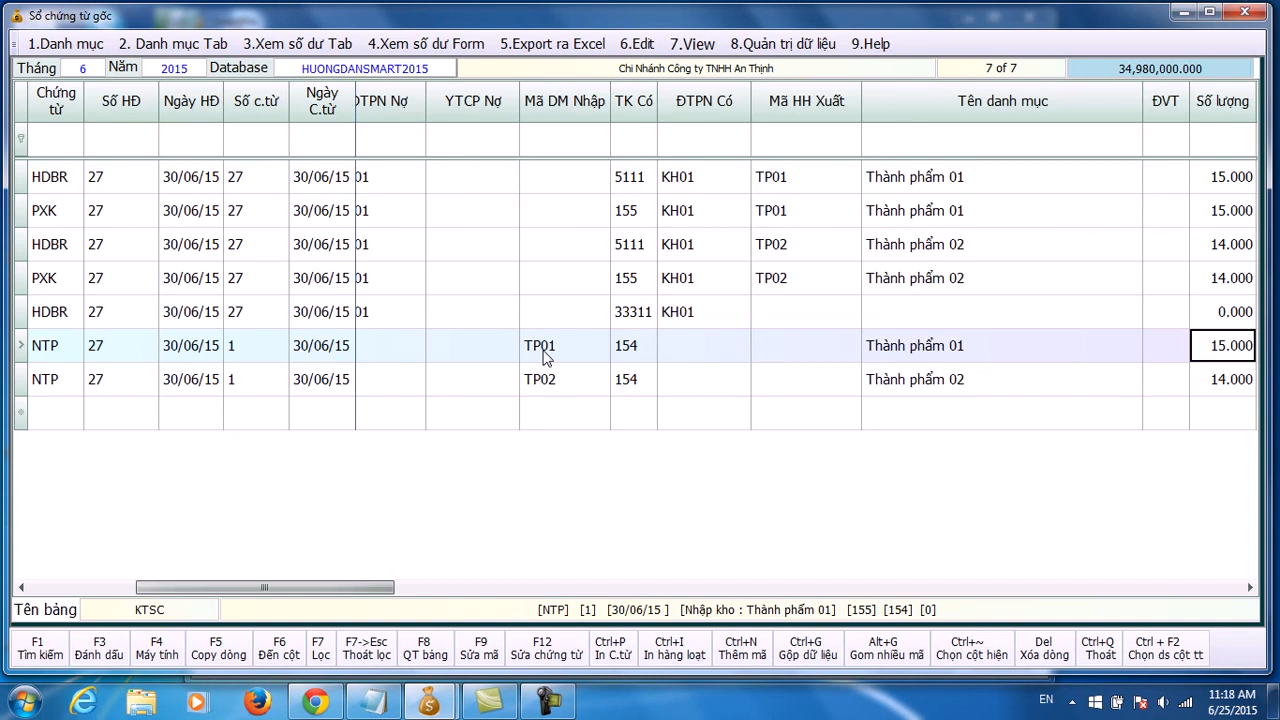 Sổ chứng từ gốc
1.Danh mục 2. Danh mục Tab 3.Xem số dư Tab 4.Xem số dư Form 5.Export ra Excel 6.Edit 7.View 8.Quản trị dữ liệu 9.Help
Tháng 6 Năm 2015 Database HUONGDANSMART2015 Chi Nhánh Công ty TNHH An Thịnh 7 of 7 34,980,000.000
Chứng từ Số HĐ Ngày HĐ Số c.từ Ngày C.từ ĐTPN Nợ YTCP Nợ Mã DM Nhập TK Có ĐTPN Có Mã HH Xuất Tên danh mục ĐVT Số lượng
HDBR 27 30/06/15 27 30/06/15 01 5111 KH01 TP01 Thành phẩm 01 15.000
PXK 27 30/06/15 27 30/06/15 01 155 KH01 TP01 Thành phẩm 01 15.000
HDBR 27 30/06/15 27 30/06/15 01 5111 KH01 TP02 Thành phẩm 02 14.000
PXK 27 30/06/15 27 30/06/15 01 155 KH01 TP02 Thành phẩm 02 14.000
HDBR 27 30/06/15 27 30/06/15 01 33311 KH01 0.000
NTP 27 30/06/15 1 30/06/15 TP01 154 Thành phẩm 01 15.000
NTP 27 30/06/15 1 30/06/15 TP02 154 Thành phẩm 02 14.000
Tên bảng KTSC [NTP] [1] [30/06/15 ] [Nhập kho : Thành phẩm 01] [155] [154] [0]
F1 F3 F4 F5 F6 F7 F7->Esc F8 F9 F12 Ctrl+P Ctrl+I Ctrl+N Ctrl+G Alt+G Ctrl+~ Del Ctrl+Q Ctrl + F2
Tìm kiếm Đánh dấu Máy tính Copy dòng Đến cột Lọc Thoát lọc QT bảng Sửa mã Sửa chứng từ In C.từ In hàng loạt Thêm mã Gộp dữ liệu Gom nhiều mã Chọn cột hiện Xóa dòng Thoát Chọn ds cột tt
EN 11:18 AM
6/25/2015